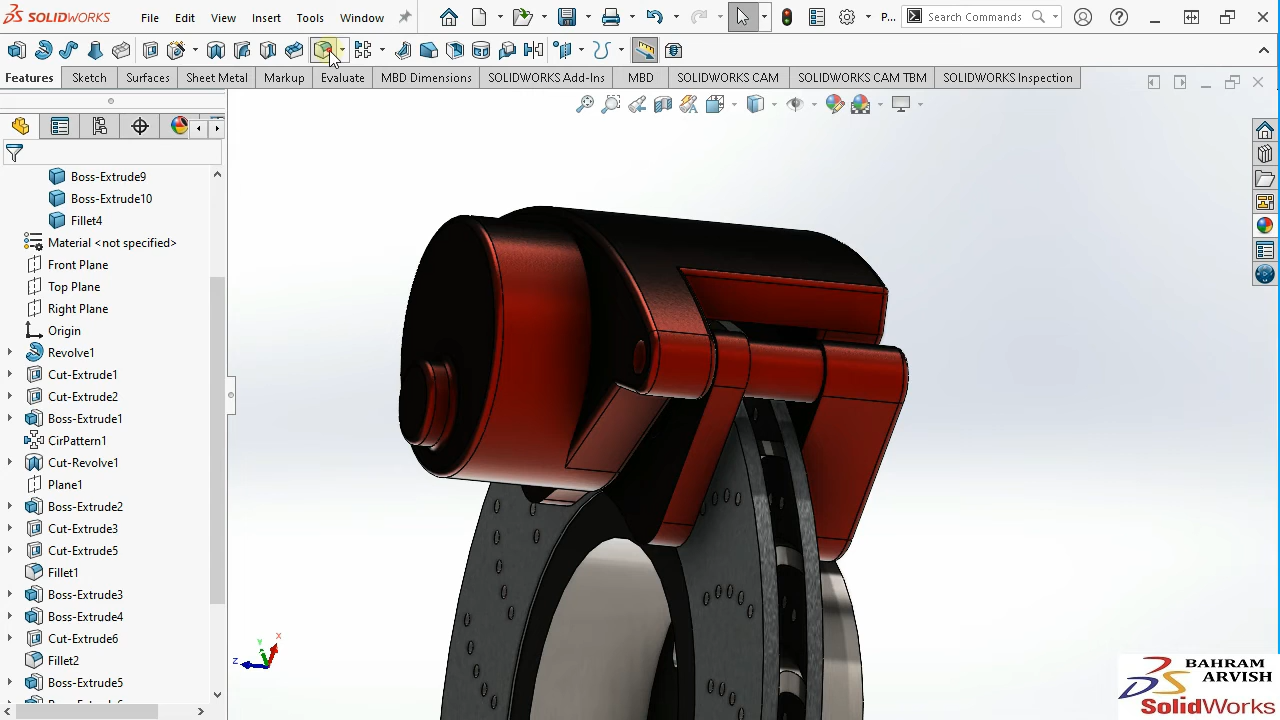 SOLIDWORKS File Edit View Insert Tools Window P... Search Commands
Features Sketch Surfaces Sheet Metal Markup Evaluate MBD Dimensions SOLIDWORKS Add-Ins MBD SOLIDWORKS CAM SOLIDWORKS CAM TBM SOLIDWORKS Inspection
Boss-Extrude9
Boss-Extrude10
Fillet4
Material <not specified>
Front Plane
Top Plane
Right Plane
Origin
Revolve1
Cut-Extrude1
Cut-Extrude2
Boss-Extrude1
CirPattern1
Cut-Revolve1
Plane1
Boss-Extrude2
Cut-Extrude3
Cut-Extrude5
Fillet1
Boss-Extrude3
Boss-Extrude4
Cut-Extrude6
Fillet2
Boss-Extrude5
Y
X
Z
BAHRAM
ARVISH
SolidWorks